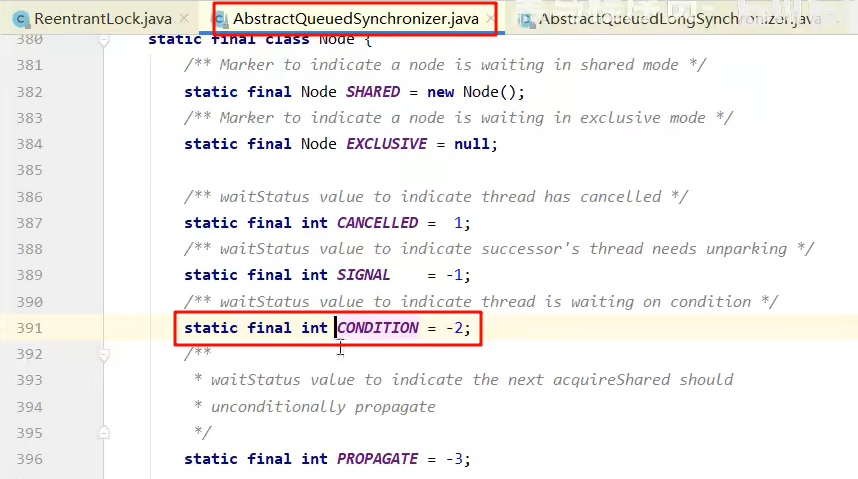 ReentrantLock.java × AbstractQueuedSynchronizer.java × AbstractQueuedLongSynchronizer.java
380 static final class Node {
381 /** Marker to indicate a node is waiting in shared mode */
382 static final Node SHARED = new Node();
383 /** Marker to indicate a node is waiting in exclusive mode */
384 static final Node EXCLUSIVE = null;
385
386 /** waitStatus value to indicate thread has cancelled */
387 static final int CANCELLED =  1;
388 /** waitStatus value to indicate successor's thread needs unparking */
389 static final int SIGNAL    = -1;
390 /** waitStatus value to indicate thread is waiting on condition */
391 static final int CONDITION = -2;
392 /**
393 * waitStatus value to indicate the next acquireShared should
394 * unconditionally propagate
395 */
396 static final int PROPAGATE = -3;